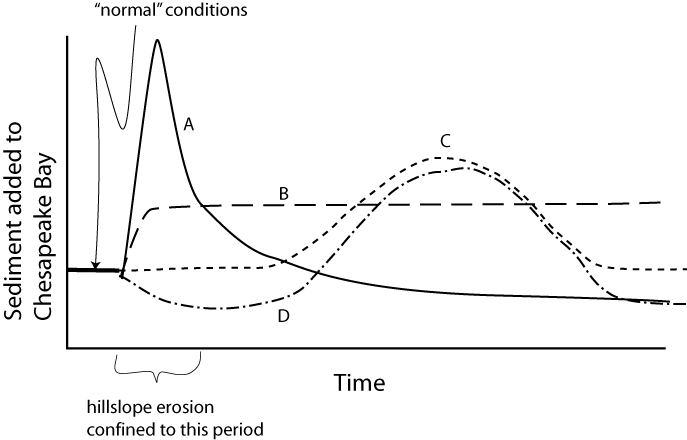 “normal” conditions
A
C
B
D
Sediment added to
Chesapeake Bay
Time
hillslope erosion
confined to this period